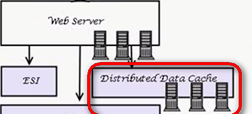 Web Server
ESI
Distributed Data Cache